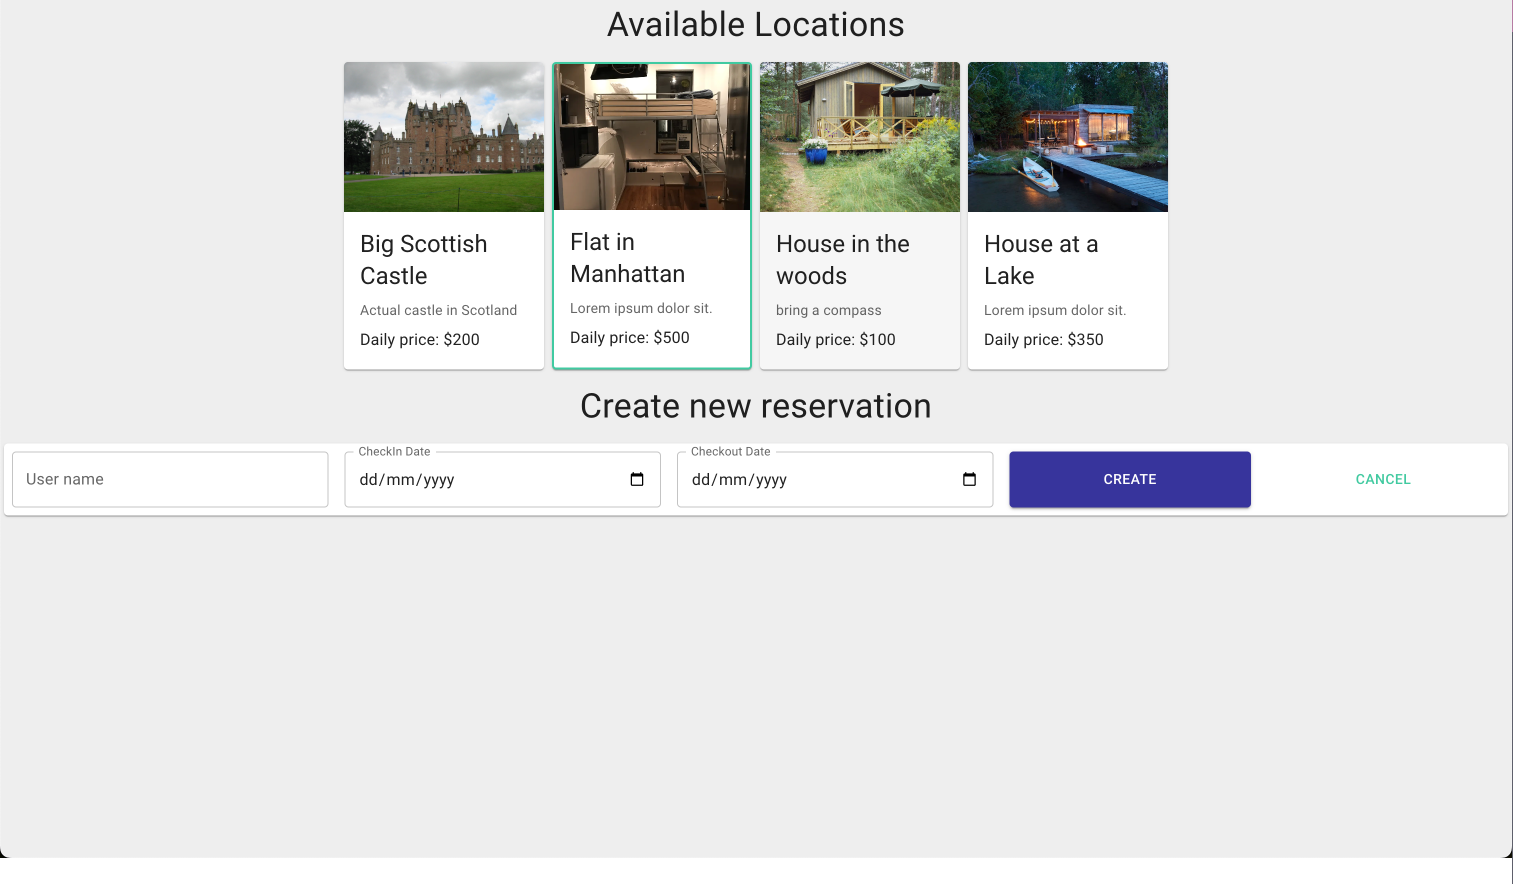 Available Locations
Big Scottish
Castle
Actual castle in Scotland
Daily price: $200
Flat in
Manhattan
Lorem ipsum dolor sit.
Daily price: $500
House in the
woods
bring a compass
Daily price: $100
House at a
Lake
Lorem ipsum dolor sit.
Daily price: $350
Create new reservation
User name
CheckIn Date
dd/mm/yyyy
Checkout Date
dd/mm/yyyy
CREATE
CANCEL